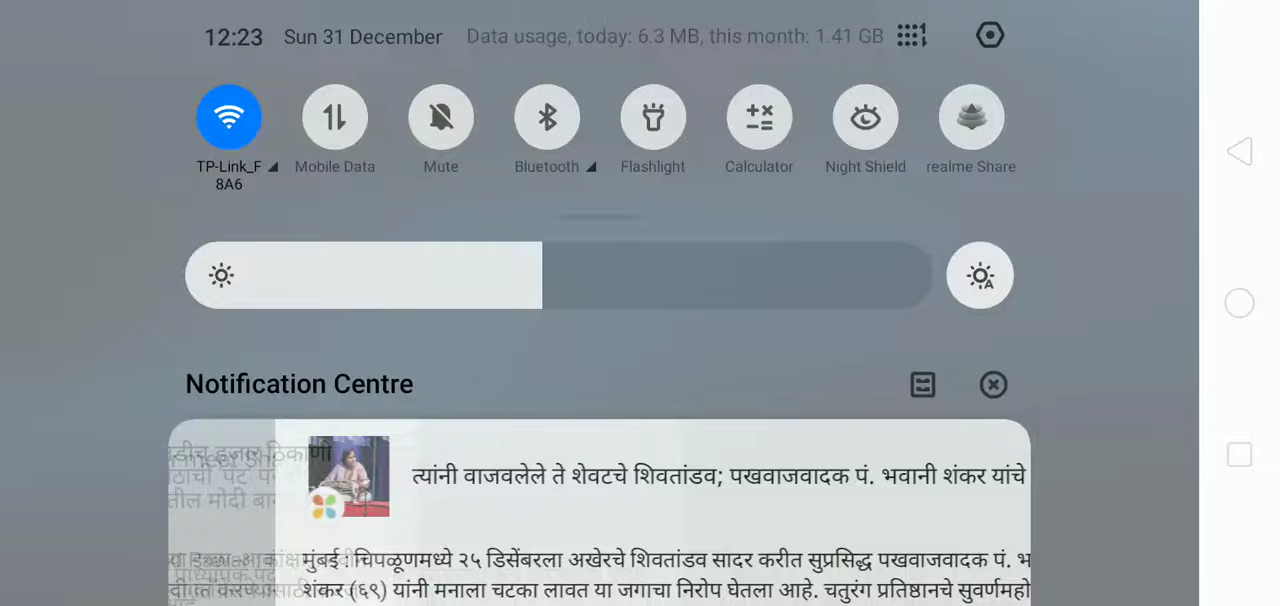 12:23 Sun 31 December Data usage, today: 6.3 MB, this month: 1.41 GB
TP-Link_F8A6 Mobile Data Mute Bluetooth Flashlight Calculator Night Shield realme Share
Notification Centre
त्यांनी वाजवलेले ते शेवटचे शिवतांडव; पखवाजवादक पं. भवानी शंकर यांचे
मुंबई : चिपळूणमध्ये २५ डिसेंबरला अखेरचे शिवतांडव सादर करीत सुप्रसिद्ध पखवाजवादक पं. भ
शंकर (६९) यांनी मनाला चटका लावत या जगाचा निरोप घेतला आहे. चतुरंग प्रतिष्ठानचे सुवर्णमहो